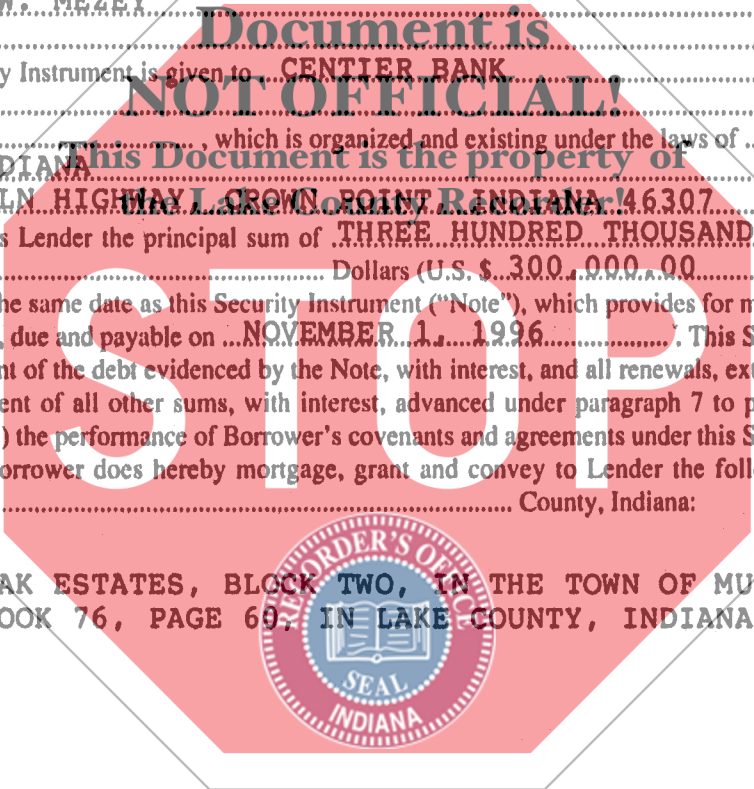 W. MEZEY
Document is
y Instrument is given to CENTIER BANK
NOT OFFICIAL!
, which is organized and existing under the laws of
DIANA
This Document is the property of
LN HIGHWAY, CROWN POINT, INDIANA 46307
the Lake County Recorder!
s Lender the principal sum of THREE HUNDRED THOUSAND
Dollars (U.S. $ 300,000.00
he same date as this Security Instrument ("Note"), which provides for m
, due and payable on NOVEMBER 1, 1996. This S
nt of the debt evidenced by the Note, with interest, and all renewals, ext
ent of all other sums, with interest, advanced under paragraph 7 to p
) the performance of Borrower's covenants and agreements under this S
orrower does hereby mortgage, grant and convey to Lender the foll
County, Indiana:
STOP
AK ESTATES, BLOCK TWO, IN THE TOWN OF MU
OOK 76, PAGE 60, IN LAKE COUNTY, INDIANA
RECORDER'S OFFICE
SEAL
INDIANA